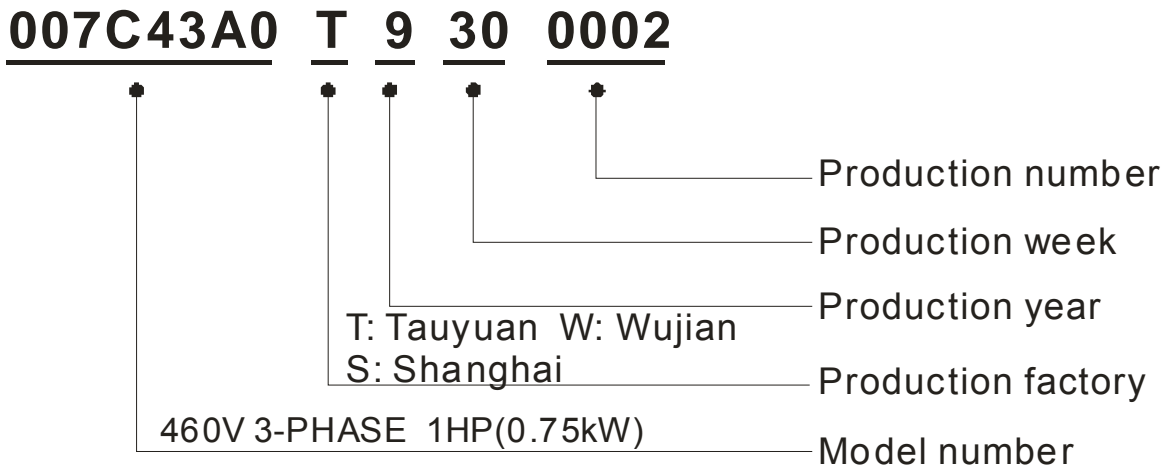 007C43A0 T 9 30 0002
Production number
Production week
Production year
T: Tauyuan W: Wujian
S: Shanghai
Production factory
460V 3-PHASE 1HP(0.75kW)
Model number